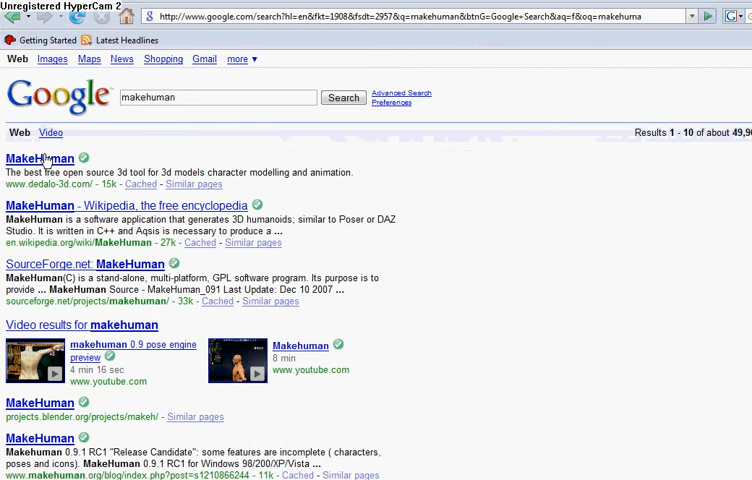 Unregistered HyperCam 2
http://www.google.com/search?hl=en&fkt=1908&fsdt=2957&q=makehuman&btnG=Google+Search&aq=f&oq=makehuma
G
Getting Started Latest Headlines
Web Images Maps News Shopping Gmail more ▼
Google makehuman Search Advanced Search
Preferences
Web Video Results 1 - 10 of about 49,9
MakeHuman
The best free open source 3d tool for 3d models character modelling and animation.
www.dedalo-3d.com/ - 15k - Cached - Similar pages
MakeHuman - Wikipedia, the free encyclopedia
MakeHuman is a software application that generates 3D humanoids; similar to Poser or DAZ
Studio. It is written in C++ and Aqsis is necessary to produce a ...
en.wikipedia.org/wiki/MakeHuman - 27k - Cached - Similar pages
SourceForge.net: MakeHuman
MakeHuman(C) is a stand-alone, multi-platform, GPL software program. Its purpose is to
provide ... MakeHuman Source - MakeHuman_091 Last Update: Dec 10 2007 ...
sourceforge.net/projects/makehuman/ - 33k - Cached - Similar pages
Video results for makehuman
makehuman 0.9 pose engine
preview
4 min 16 sec
www.youtube.com
Makehuman
8 min
www.youtube.com
MakeHuman
projects.blender.org/projects/makeh/ - Similar pages
MakeHuman
Makehuman 0.9.1 RC1 "Release Candidate": some features are incomplete ( characters,
poses and icons). MakeHuman 0.9.1 RC1 for Windows 98/200/XP/Vista ...
www.makehuman.org/blog/index.php?post=s1210866244 - 11k - Cached - Similar pages